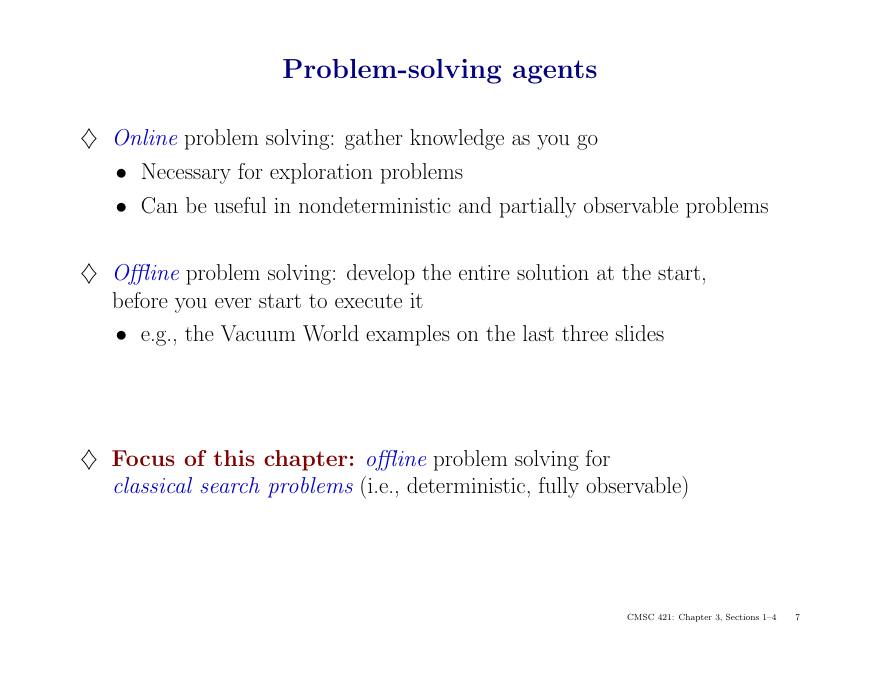 Problem-solving agents
♢ Online problem solving: gather knowledge as you go
• Necessary for exploration problems
• Can be useful in nondeterministic and partially observable problems
♢ Offline problem solving: develop the entire solution at the start,
before you ever start to execute it
• e.g., the Vacuum World examples on the last three slides
♢ Focus of this chapter: offline problem solving for
classical search problems (i.e., deterministic, fully observable)
CMSC 421: Chapter 3, Sections 1–4 7